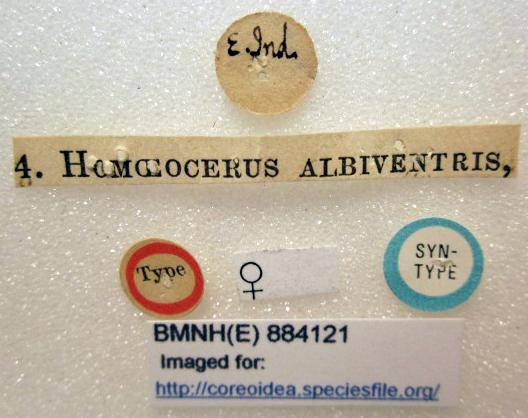 E. Ind.
4. HOMŒOCERUS ALBIVENTRIS,
Type
♀
SYN-
TYPE
BMNH(E) 884121
Imaged for:
http://coreoidea.speciesfile.org/